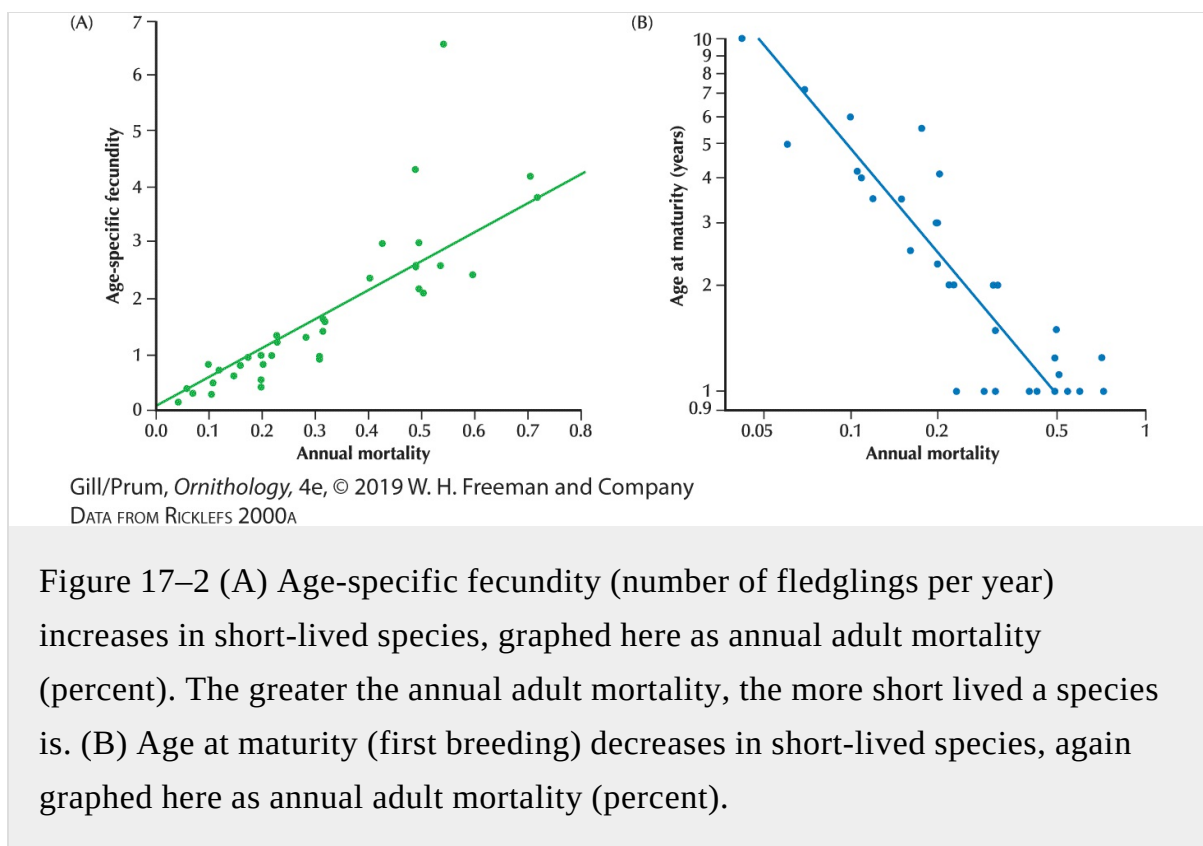 (A)
7
6
5
4
3
2
1
0
Age-specific fecundity
0.0 0.1 0.2 0.3 0.4 0.5 0.6 0.7 0.8
Annual mortality
(B)
10
9
8
7
6
5
4
3
2
1
0.9
Age at maturity (years)
0.05 0.1 0.2 0.5 1
Annual mortality
Gill/Prum, Ornithology, 4e, © 2019 W. H. Freeman and Company
DATA FROM RICKLEFS 2000A
Figure 17–2 (A) Age-specific fecundity (number of fledglings per year)
increases in short-lived species, graphed here as annual adult mortality
(percent). The greater the annual adult mortality, the more short lived a species
is. (B) Age at maturity (first breeding) decreases in short-lived species, again
graphed here as annual adult mortality (percent).